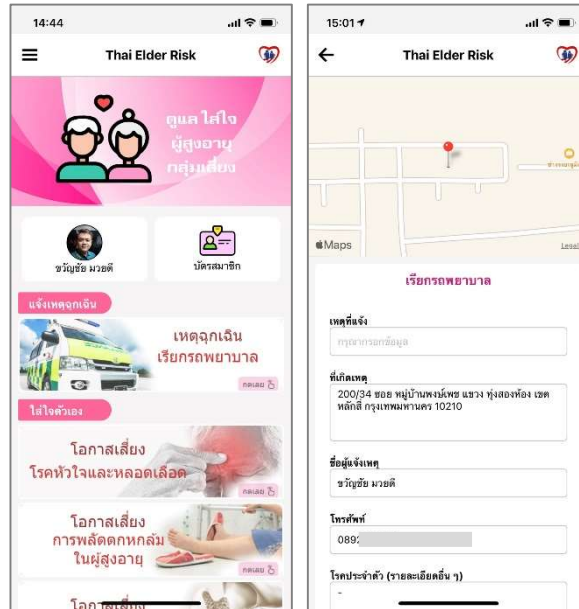 14:44
Thai Elder Risk
ดูแล ใส่ใจ
ผู้สูงอายุ
กลุ่มเสี่ยง
ขวัญชัย มวยดี
บัตรสมาชิก
แจ้งเหตุฉุกเฉิน
เหตุฉุกเฉิน
เรียกรถพยาบาล
กดเลย
ใส่ใจตัวเอง
โอกาสเสี่ยง
โรคหัวใจและหลอดเลือด
กดเลย
โอกาสเสี่ยง
การพลัดตกหกล้ม
ในผู้สูงอายุ
กดเลย
โอกาสเสี่ยง
15:01
Thai Elder Risk
Maps
Legal
เรียกรถพยาบาล
เหตุที่แจ้ง
กรุณากรอกข้อมูล
ที่เกิดเหตุ
200/34 ซอย หมู่บ้านพงษ์เพชร แขวง ทุ่งสองห้อง เขต
หลักสี่ กรุงเทพมหานคร 10210
ชื่อผู้แจ้งเหตุ
ขวัญชัย มวยดี
โทรศัพท์
0892
โรคประจำตัว (รายละเอียดอื่น ๆ)
-